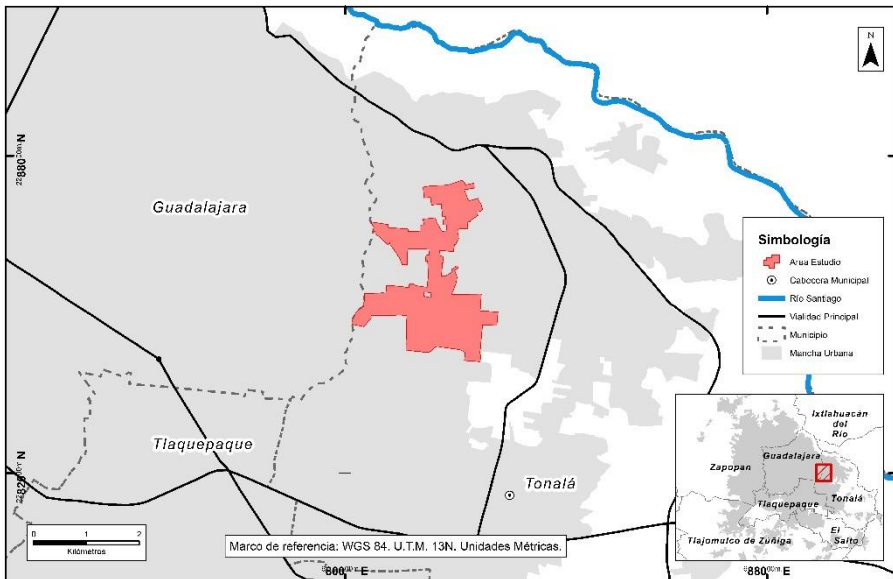 N
2288000m. N
Guadalajara
Simbología
Area Estudio
Cabecera Municipal
Río Santiago
Vialidad Principal
Municipio
Mancha Urbana
Tlaquepaque
Tonalá
Ixtlahuacán
del
Río
Guadalajara
Zapopan
Tonalá
Tlaquepaque
El
Salto
Tlajomulco de Zuñiga
0 1 2
Kilómetros
Marco de referencia: WGS 84. U.T.M. 13N. Unidades Métricas.